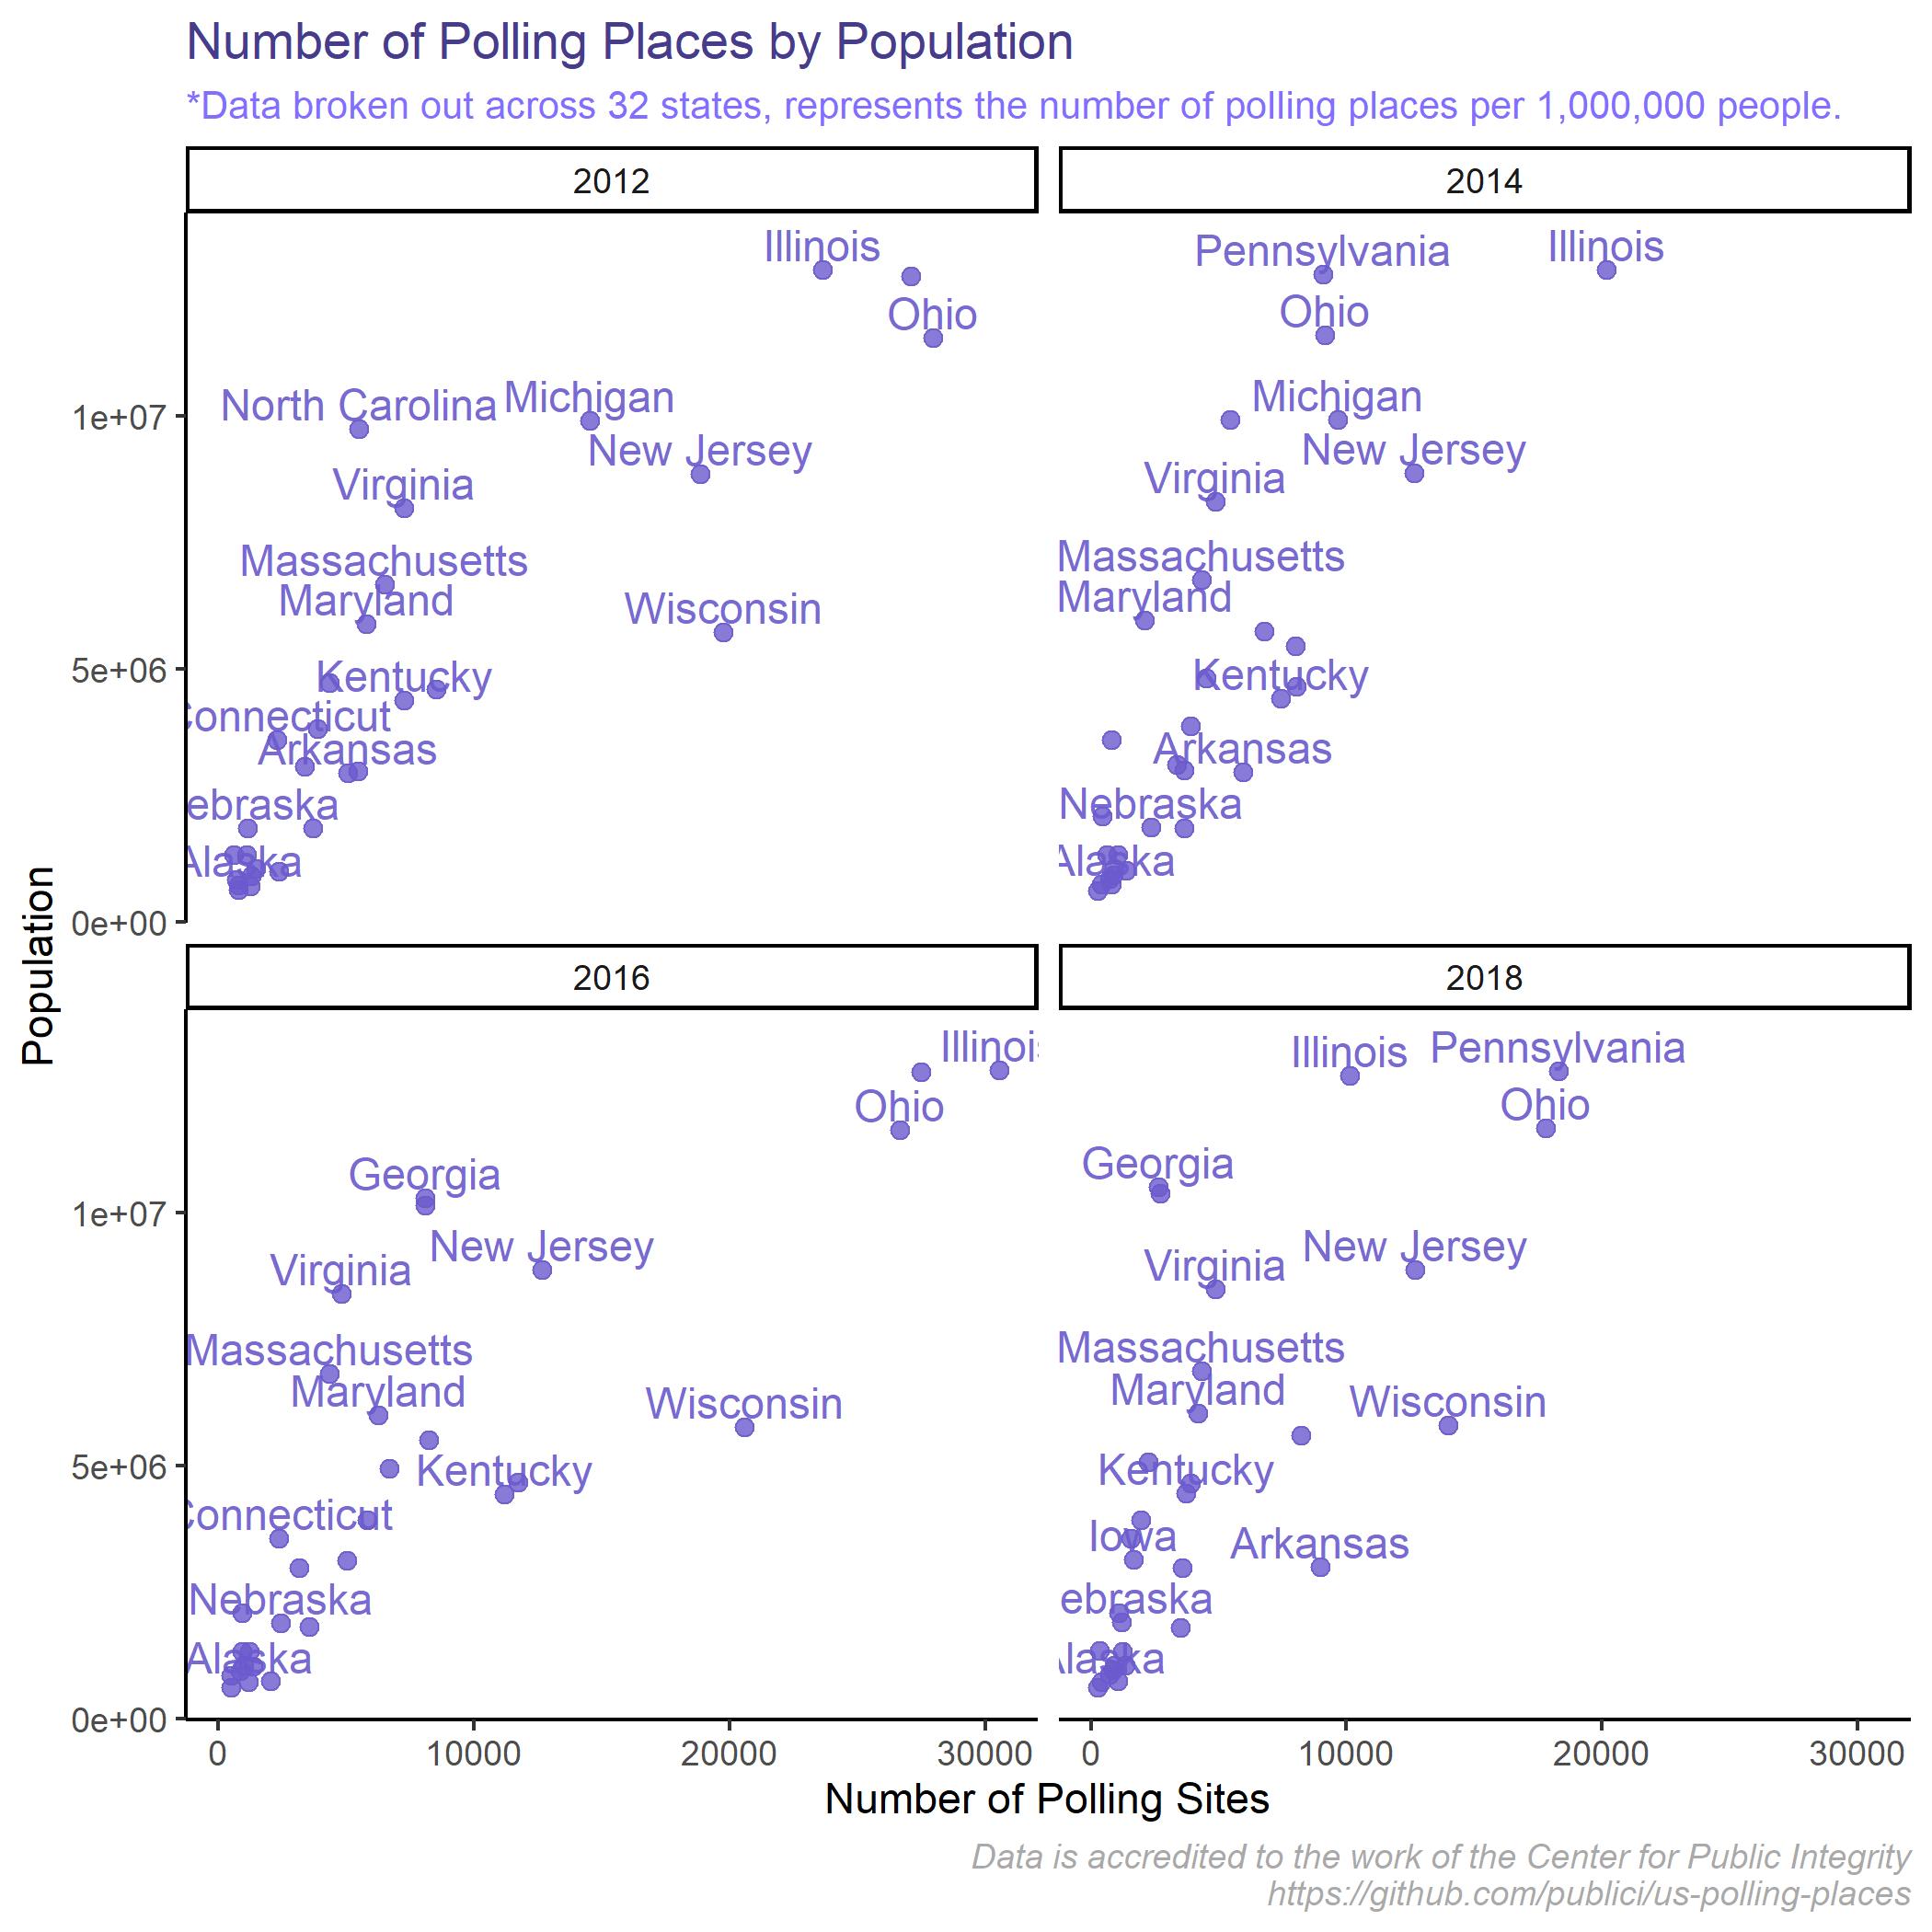 Number of Polling Places by Population
*Data broken out across 32 states, represents the number of polling places per 1,000,000 people.
2012
Illinois
Ohio
North Carolina
Michigan
New Jersey
Virginia
Massachusetts
Maryland
Wisconsin
Kentucky
onnecticut
Arkansas
ebraska
Alaska
1e+07
5e+06
0e+00
2014
Pennsylvania
Illinois
Ohio
Michigan
New Jersey
Virginia
Massachusetts
Maryland
Kentucky
Arkansas
Nebraska
Alaska
Population
2016
Illinois
Ohio
Georgia
New Jersey
Virginia
Massachusetts
Maryland
Wisconsin
Kentucky
Connecticut
Nebraska
Alaska
1e+07
5e+06
0e+00
0
10000
20000
30000
2018
Illinois
Pennsylvania
Ohio
Georgia
New Jersey
Virginia
Massachusetts
Maryland
Wisconsin
Kentucky
Iowa
Arkansas
ebraska
Alaska
0
10000
20000
30000
Number of Polling Sites
Data is accredited to the work of the Center for Public Integrity
https://github.com/publici/us-polling-places